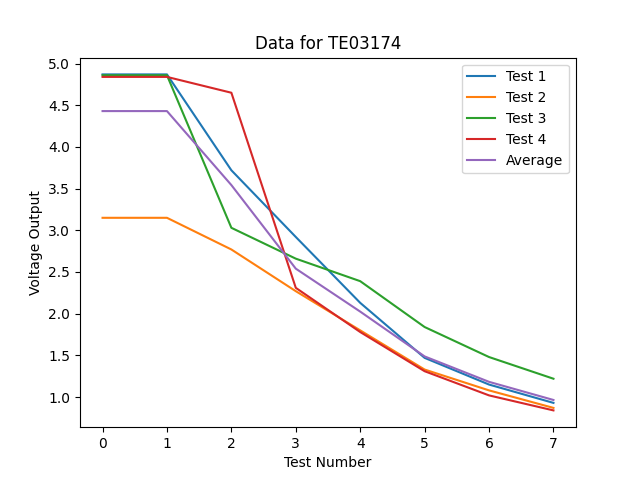 Data for TE03174
5.0
4.5
4.0
3.5
3.0
2.5
2.0
1.5
1.0
Voltage Output
Test 1
Test 2
Test 3
Test 4
Average
0 1 2 3 4 5 6 7
Test Number